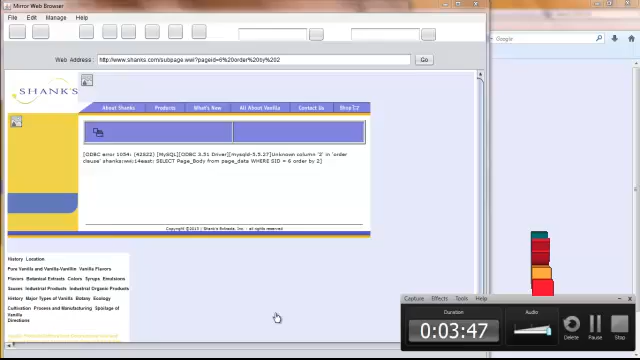 Mirror Web Browser
File Edit Manage Help
Google
Web Address: http://www.shanks.com/subpage.wwi?pageid=6%20order%20by%202
Go
SHANK'S
About Shanks Products What's New All About Vanilla Contact Us Shop
[ODBC error 1054: (42S22) [MySQL][ODBC 3.51 Driver][mysqld-5.5.27]Unknown column '2' in 'order
clause' shanks:wwi:14east: SELECT Page_Body from page_data WHERE SID = 6 order by 2]
Copyright ©2015 | Shank's Extracts, Inc. - all rights reserved
History Location
Pure Vanilla and Vanilla-Vanillin Vanilla Flavors
Flavors Botanical Extracts Colors Syrups Emulsions
Sauces Industrial Products Industrial Organic Products
History Major Types of Vanilla Botany Ecology
Cultivation Process and Manufacturing Spoilage of
Vanilla
Directions
Capture Effects Tools Help
Duration
0:03:47
Audio
Delete Pause Stop